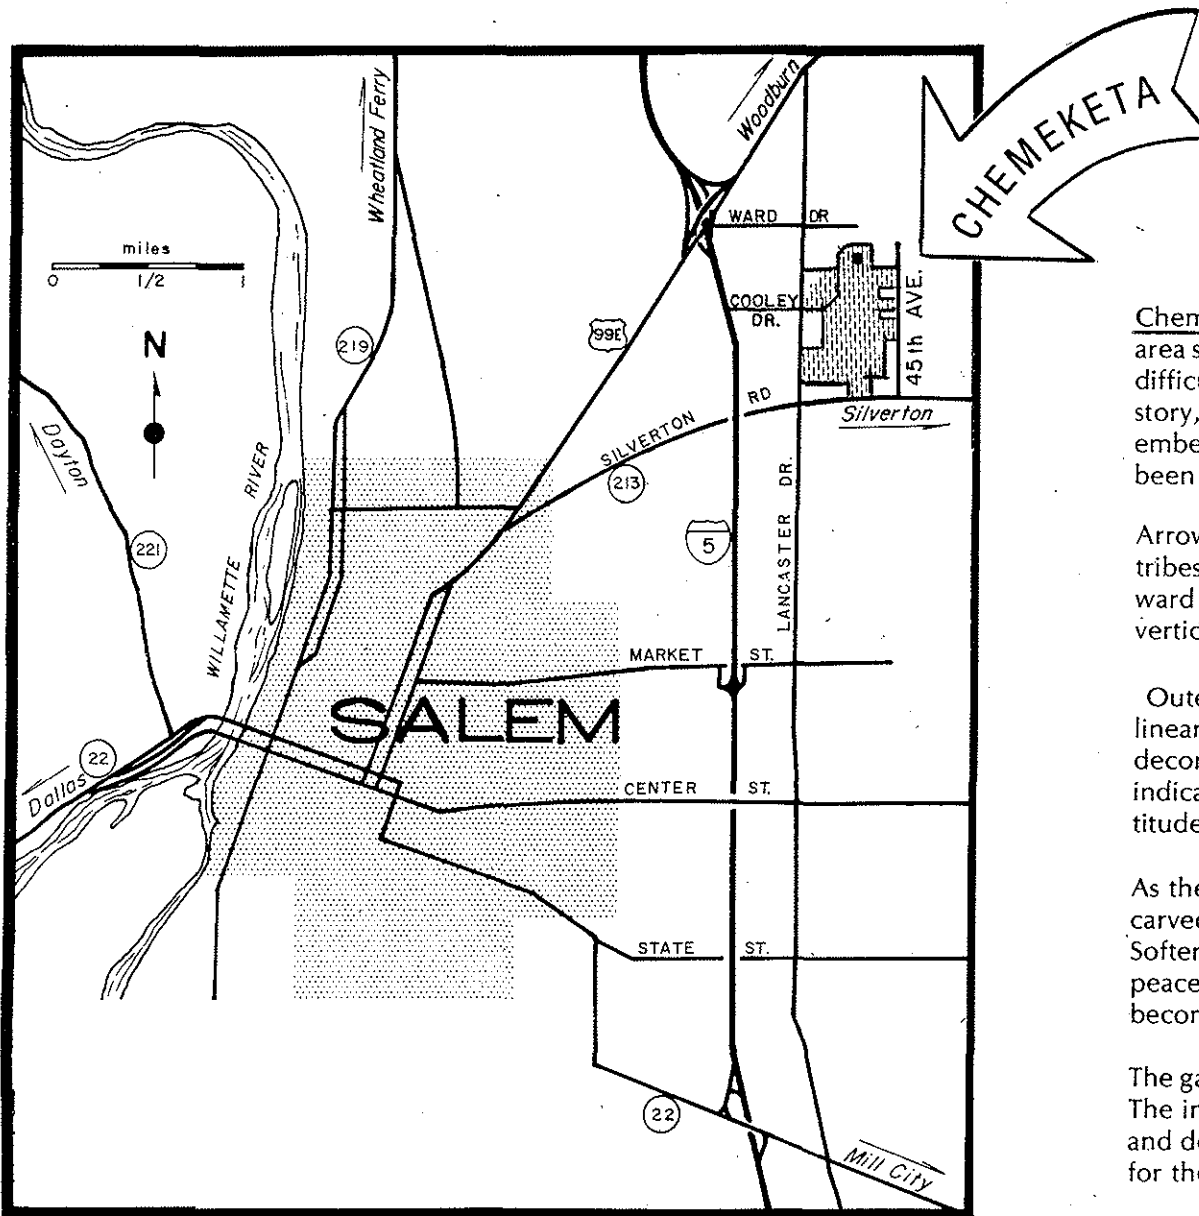 CHEMEKETA
Wheatland Ferry
Woodburn
WARD DR
miles
0 1/2 1
COOLEY
DR.
45th AVE.
N
219
99E
Silverton
SILVERTON RD
213
Dayton
221
WILLAMETTE RIVER
5
LANCASTER DR.
MARKET ST.
SALEM
22
Dallas
CENTER ST.
STATE ST.
22
Mill City
Chem
area s
difficu
story,
embe
been
Arrow
tribes
ward
vertic
Oute
linear
decor
indica
titude
As the
carvec
Softer
peace
becor
The ga
The ir
and de
for the